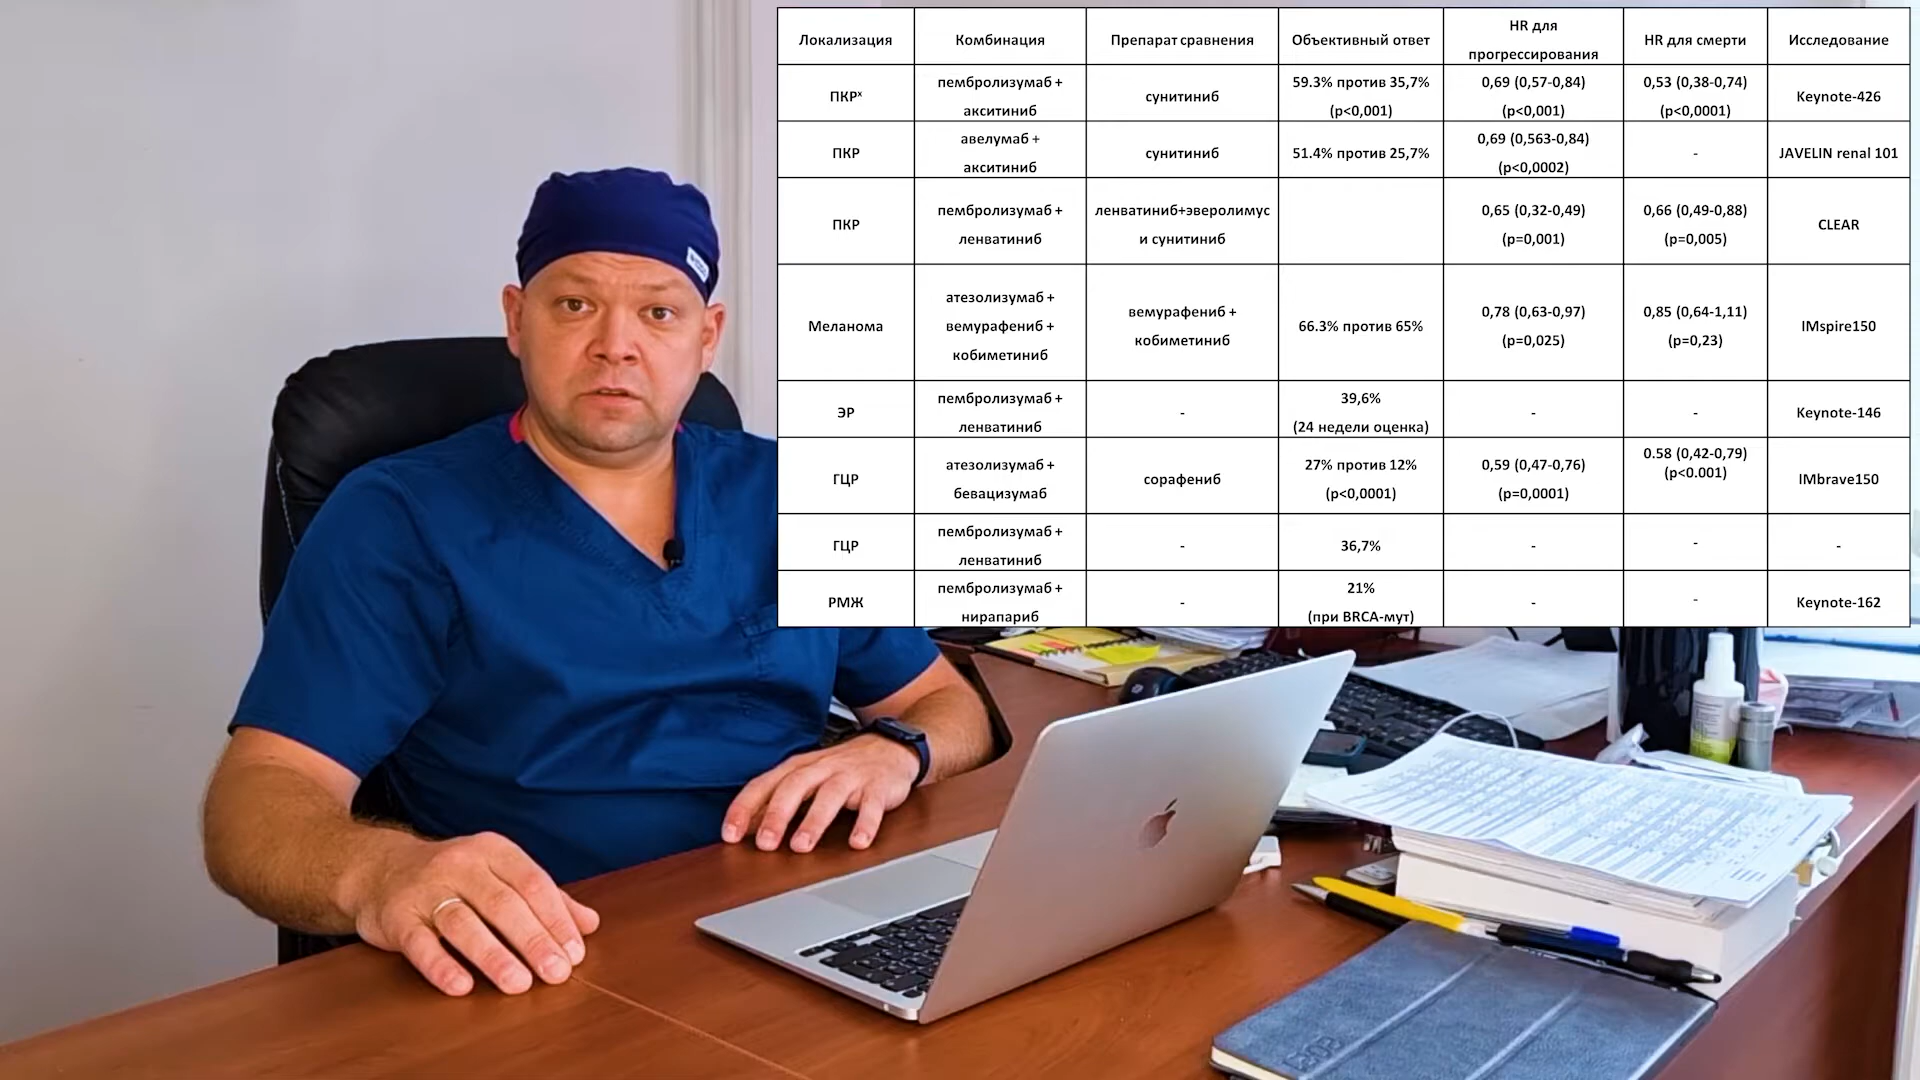 Локализация
Комбинация
Препарат сравнения
Объективный ответ
HR для
прогрессирования
HR для смерти
Исследование
ПКРˣ
пембролизумаб +
акситиниб
сунитиниб
59.3% против 35,7%
(p<0,001)
0,69 (0,57-0,84)
(p<0,001)
0,53 (0,38-0,74)
(p<0,0001)
Keynote-426
ПКР
авелумаб +
акситиниб
сунитиниб
51.4% против 25,7%
0,69 (0,563-0,84)
(p<0,0002)
-
JAVELIN renal 101
ПКР
пембролизумаб +
ленватиниб
ленватиниб+эверолимус
и сунитиниб
0,65 (0,32-0,49)
(p=0,001)
0,66 (0,49-0,88)
(p=0,005)
CLEAR
Меланома
атезолизумаб +
вемурафениб +
кобиметиниб
вемурафениб +
кобиметиниб
66.3% против 65%
0,78 (0,63-0,97)
(p=0,025)
0,85 (0,64-1,11)
(p=0,23)
IMspire150
ЭР
пембролизумаб +
ленватиниб
-
39,6%
(24 недели оценка)
-
-
Keynote-146
ГЦР
атезолизумаб +
бевацизумаб
сорафениб
27% против 12%
(p<0,0001)
0,59 (0,47-0,76)
(p=0,0001)
0.58 (0,42-0,79)
(p<0.001)
IMbrave150
ГЦР
пембролизумаб +
ленватиниб
-
36,7%
-
-
-
РМЖ
пембролизумаб +
нирапариб
-
21%
(при BRCA-мут)
-
-
Keynote-162